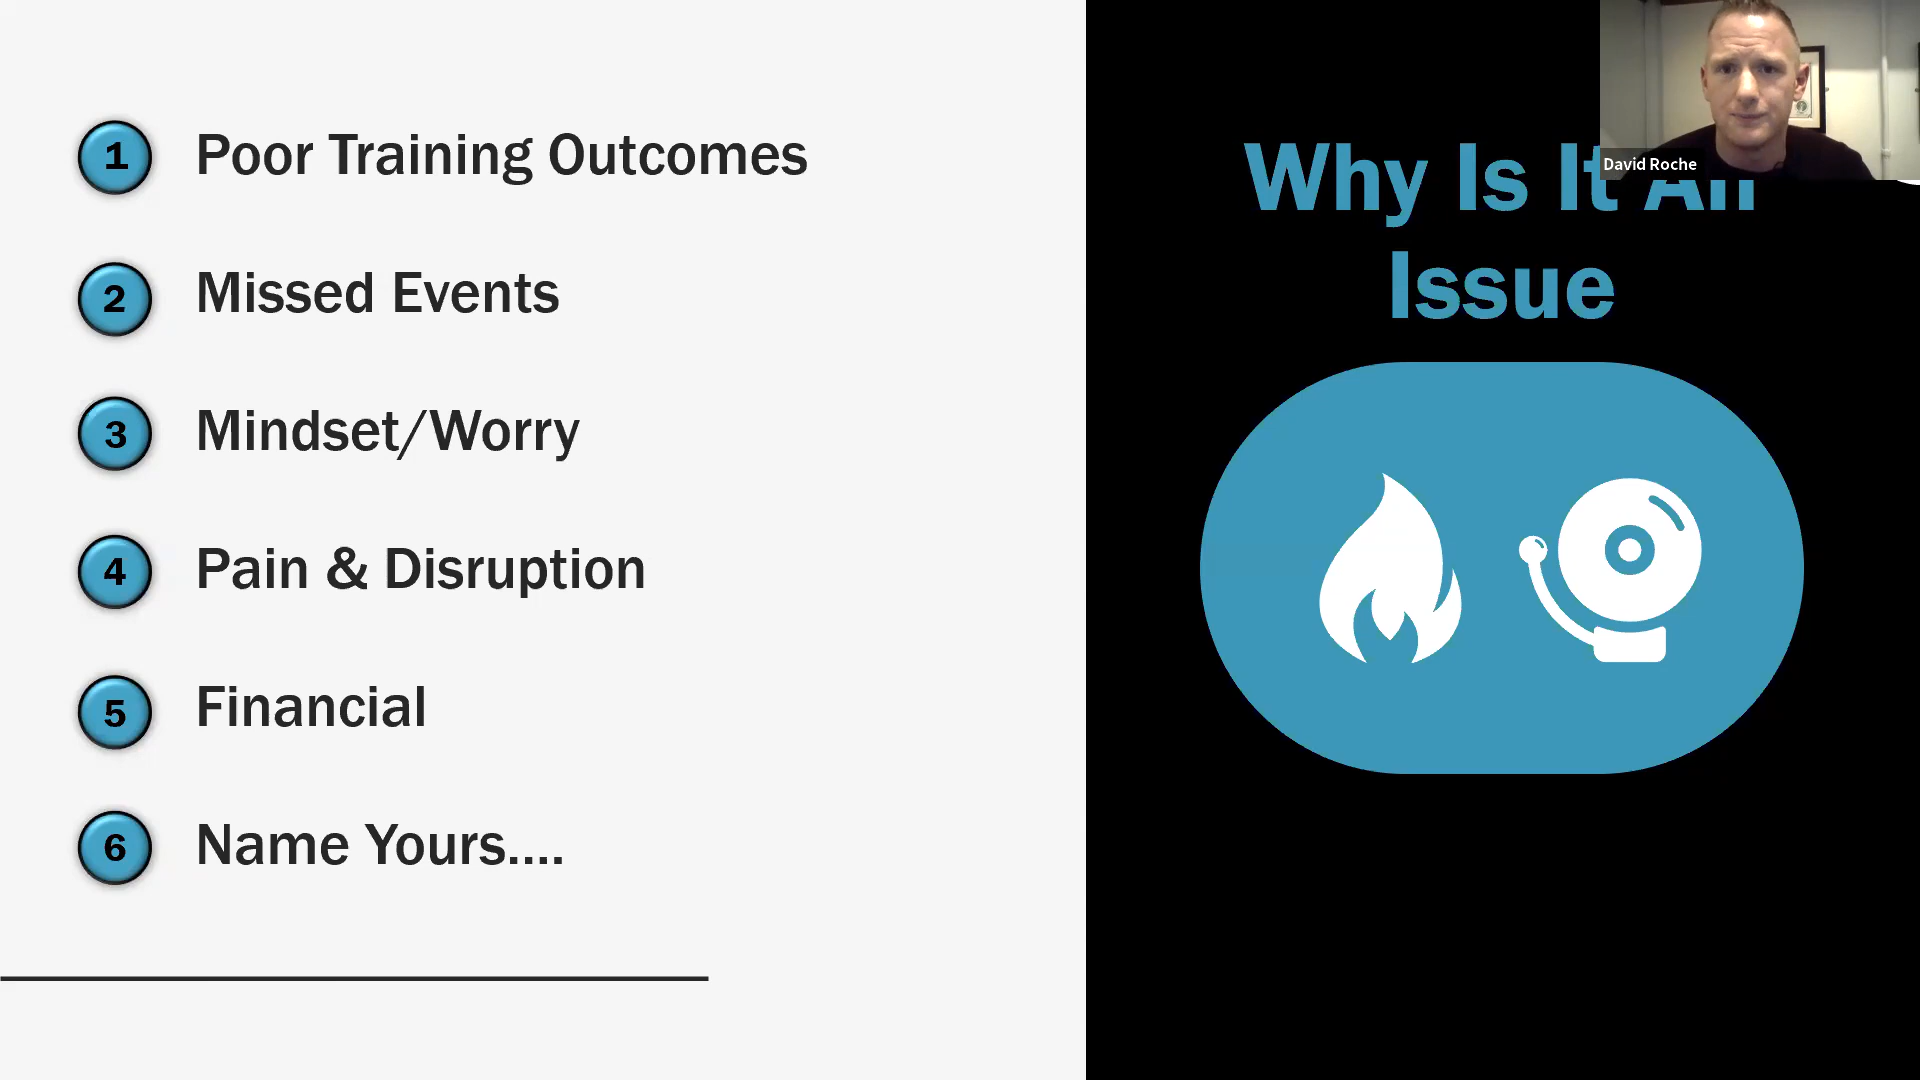 1 Poor Training Outcomes
2 Missed Events
3 Mindset/Worry
4 Pain & Disruption
5 Financial
6 Name Yours....
David Roche
Why Is It An
Issue